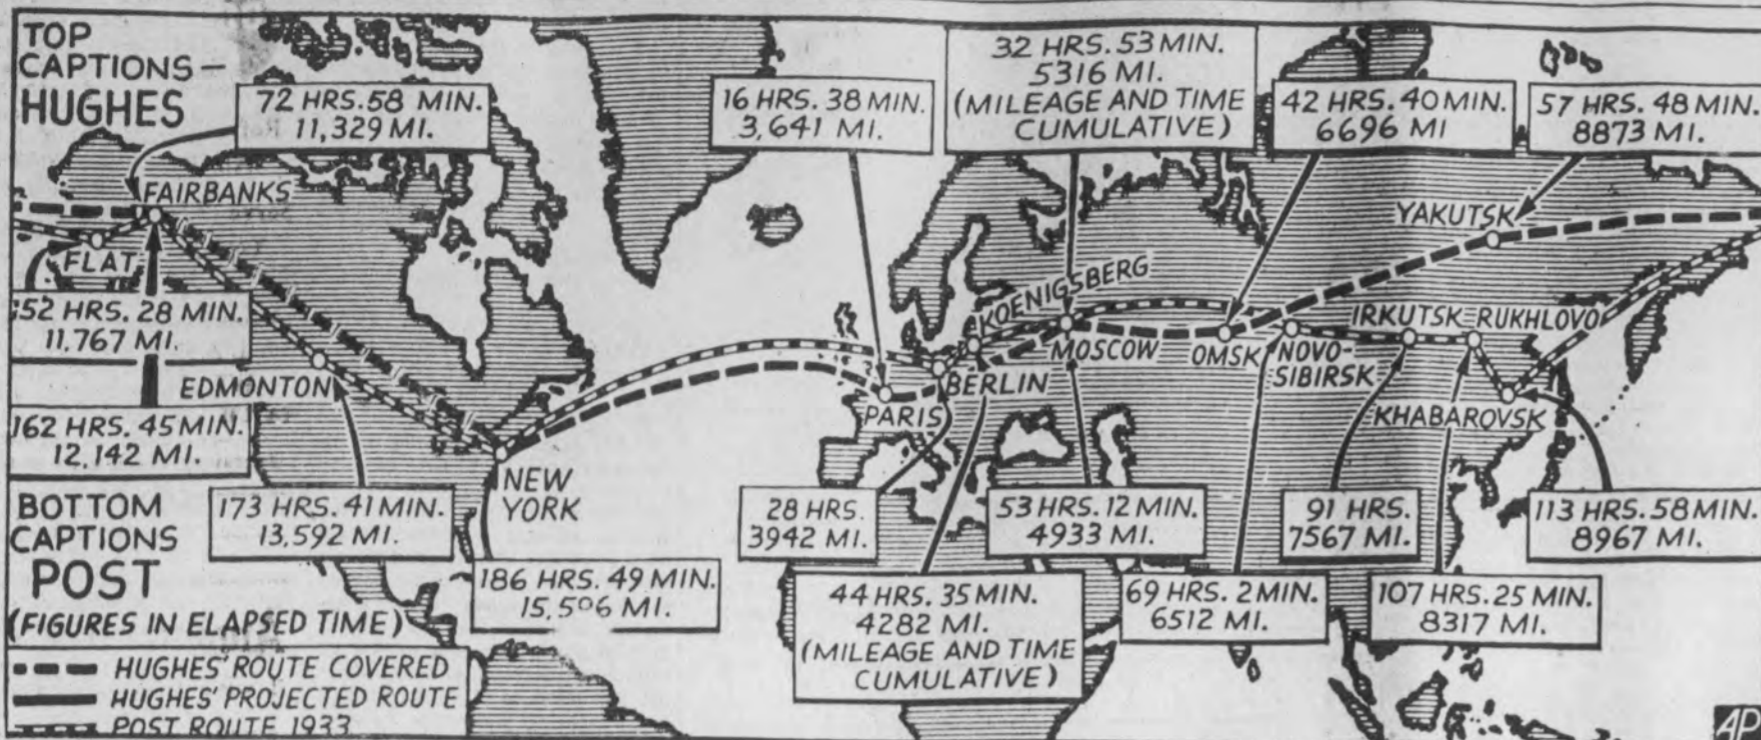 TOP
CAPTIONS—
HUGHES
72 HRS. 58 MIN.
11,329 MI.
16 HRS. 38 MIN.
3,641 MI.
32 HRS. 53 MIN.
5316 MI.
(MILEAGE AND TIME
CUMULATIVE)
42 HRS. 40 MIN.
6696 MI
57 HRS. 48 MIN.
8873 MI.
FAIRBANKS
FLAT
YAKUTSK
KOENIGSBERG
MOSCOW
OMSK
NOVO-
SIBIRSK
IRKUTSK
RUKHLOVO
KHABAROVSK
BERLIN
PARIS
EDMONTON
NEW
YORK
52 HRS. 28 MIN.
11.767 MI.
162 HRS. 45 MIN.
12,142 MI.
BOTTOM
CAPTIONS
POST
(FIGURES IN ELAPSED TIME)
173 HRS. 41 MIN.
13,592 MI.
186 HRS. 49 MIN.
15,506 MI.
28 HRS.
3942 MI.
44 HRS. 35 MIN.
4282 MI.
(MILEAGE AND TIME
CUMULATIVE)
53 HRS. 12 MIN.
4933 MI.
69 HRS. 2 MIN.
6512 MI.
91 HRS.
7567 MI.
107 HRS. 25 MIN.
8317 MI.
113 HRS. 58 MIN.
8967 MI.
HUGHES' ROUTE COVERED
HUGHES' PROJECTED ROUTE
POST ROUTE 1933
AP